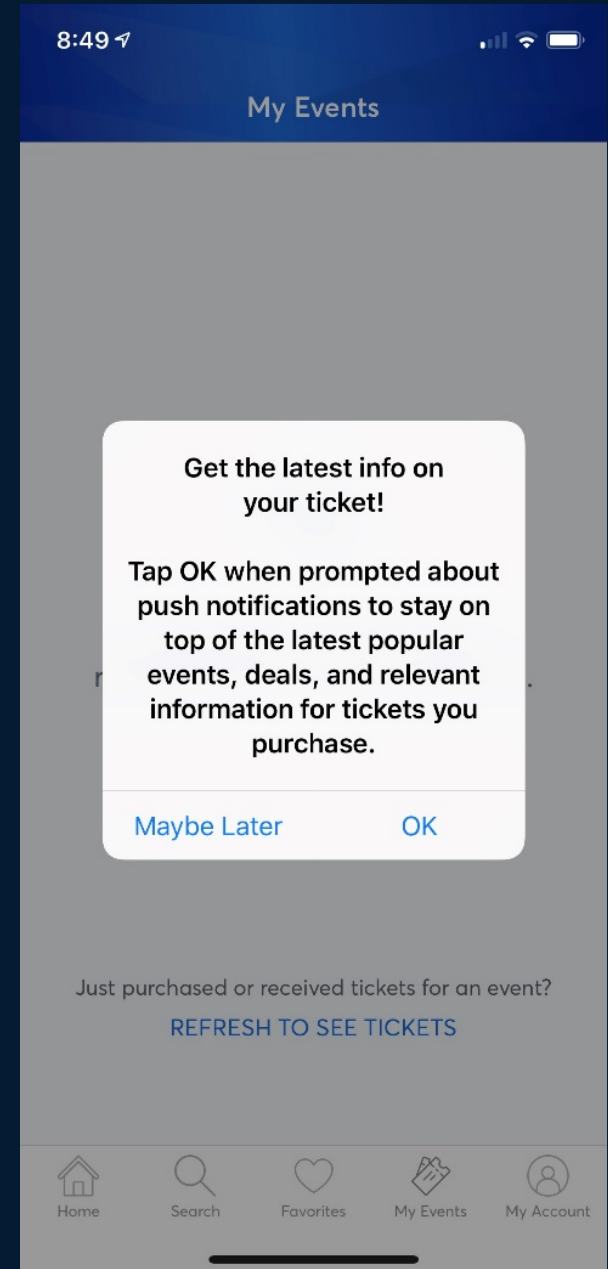 8:49
My Events
Get the latest info on
your ticket!
Tap OK when prompted about
push notifications to stay on
top of the latest popular
events, deals, and relevant
information for tickets you
purchase.
Maybe Later OK
Just purchased or received tickets for an event?
REFRESH TO SEE TICKETS
Home Search Favorites My Events My Account